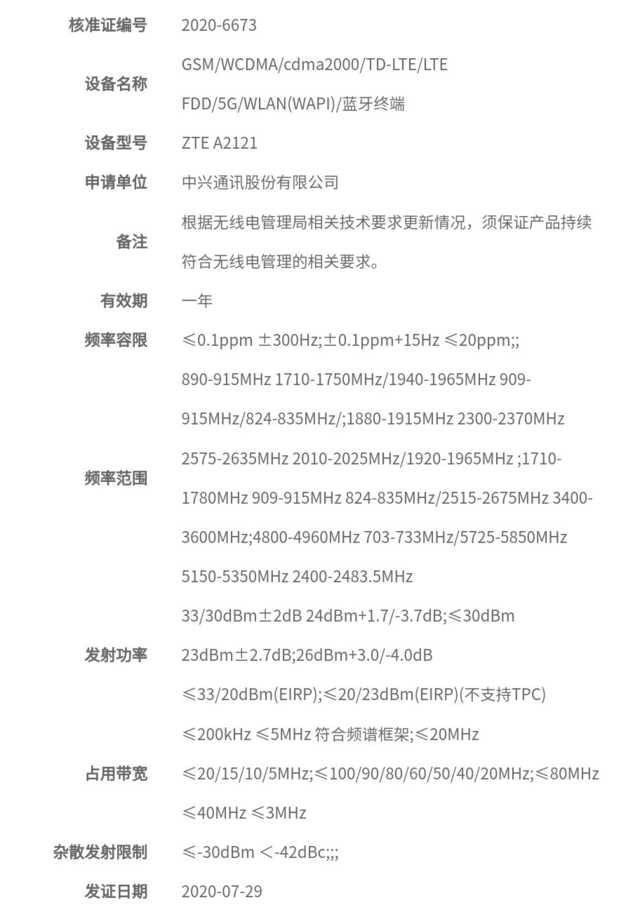 核准证编号 2020-6673
设备名称 GSM/WCDMA/cdma2000/TD-LTE/LTE
FDD/5G/WLAN(WAPI)/蓝牙终端
设备型号 ZTE A2121
申请单位 中兴通讯股份有限公司
备注 根据无线电管理局相关技术要求更新情况，须保证产品持续
符合无线电管理的相关要求。
有效期 一年
频率容限 ≤0.1ppm ±300Hz;±0.1ppm+15Hz ≤20ppm;;
频率范围 890-915MHz 1710-1750MHz/1940-1965MHz 909-
915MHz/824-835MHz/;1880-1915MHz 2300-2370MHz
2575-2635MHz 2010-2025MHz/1920-1965MHz ;1710-
1780MHz 909-915MHz 824-835MHz/2515-2675MHz 3400-
3600MHz;4800-4960MHz 703-733MHz/5725-5850MHz
5150-5350MHz 2400-2483.5MHz
发射功率 33/30dBm±2dB 24dBm+1.7/-3.7dB;≤30dBm
23dBm±2.7dB;26dBm+3.0/-4.0dB
≤33/20dBm(EIRP);≤20/23dBm(EIRP)(不支持TPC)
占用带宽 ≤200kHz ≤5MHz 符合频谱框架;≤20MHz
≤20/15/10/5MHz;≤100/90/80/60/50/40/20MHz;≤80MHz
≤40MHz ≤3MHz
杂散发射限制 ≤-30dBm ＜-42dBc;;;
发证日期 2020-07-29